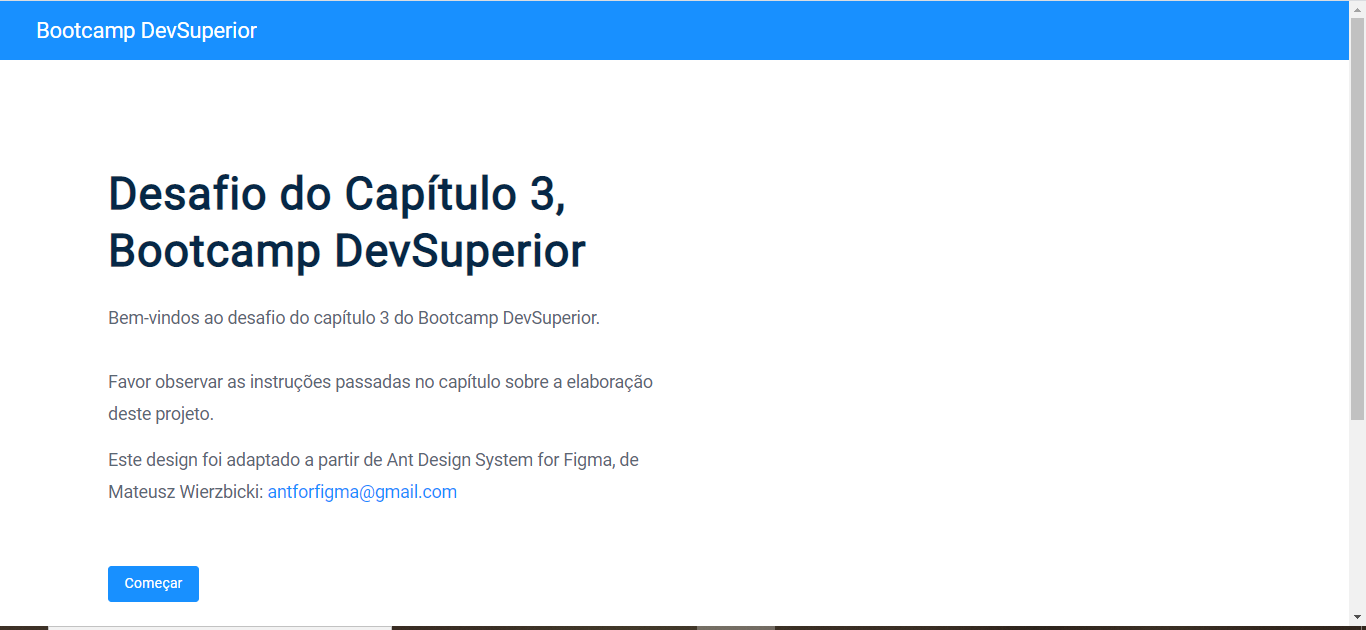 Bootcamp DevSuperior
Desafio do Capítulo 3,
Bootcamp DevSuperior
Bem-vindos ao desafio do capítulo 3 do Bootcamp DevSuperior.
Favor observar as instruções passadas no capítulo sobre a elaboração
deste projeto.
Este design foi adaptado a partir de Ant Design System for Figma, de
Mateusz Wierzbicki: antforfigma@gmail.com
Começar